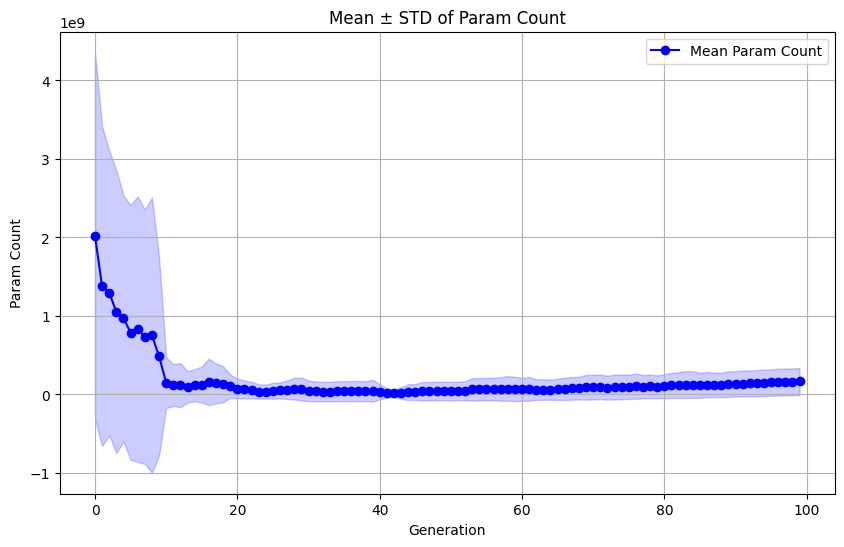 Mean ± STD of Param Count
1e9
Mean Param Count
4
3
2
1
0
−1
Param Count
0
20
40
60
80
100
Generation